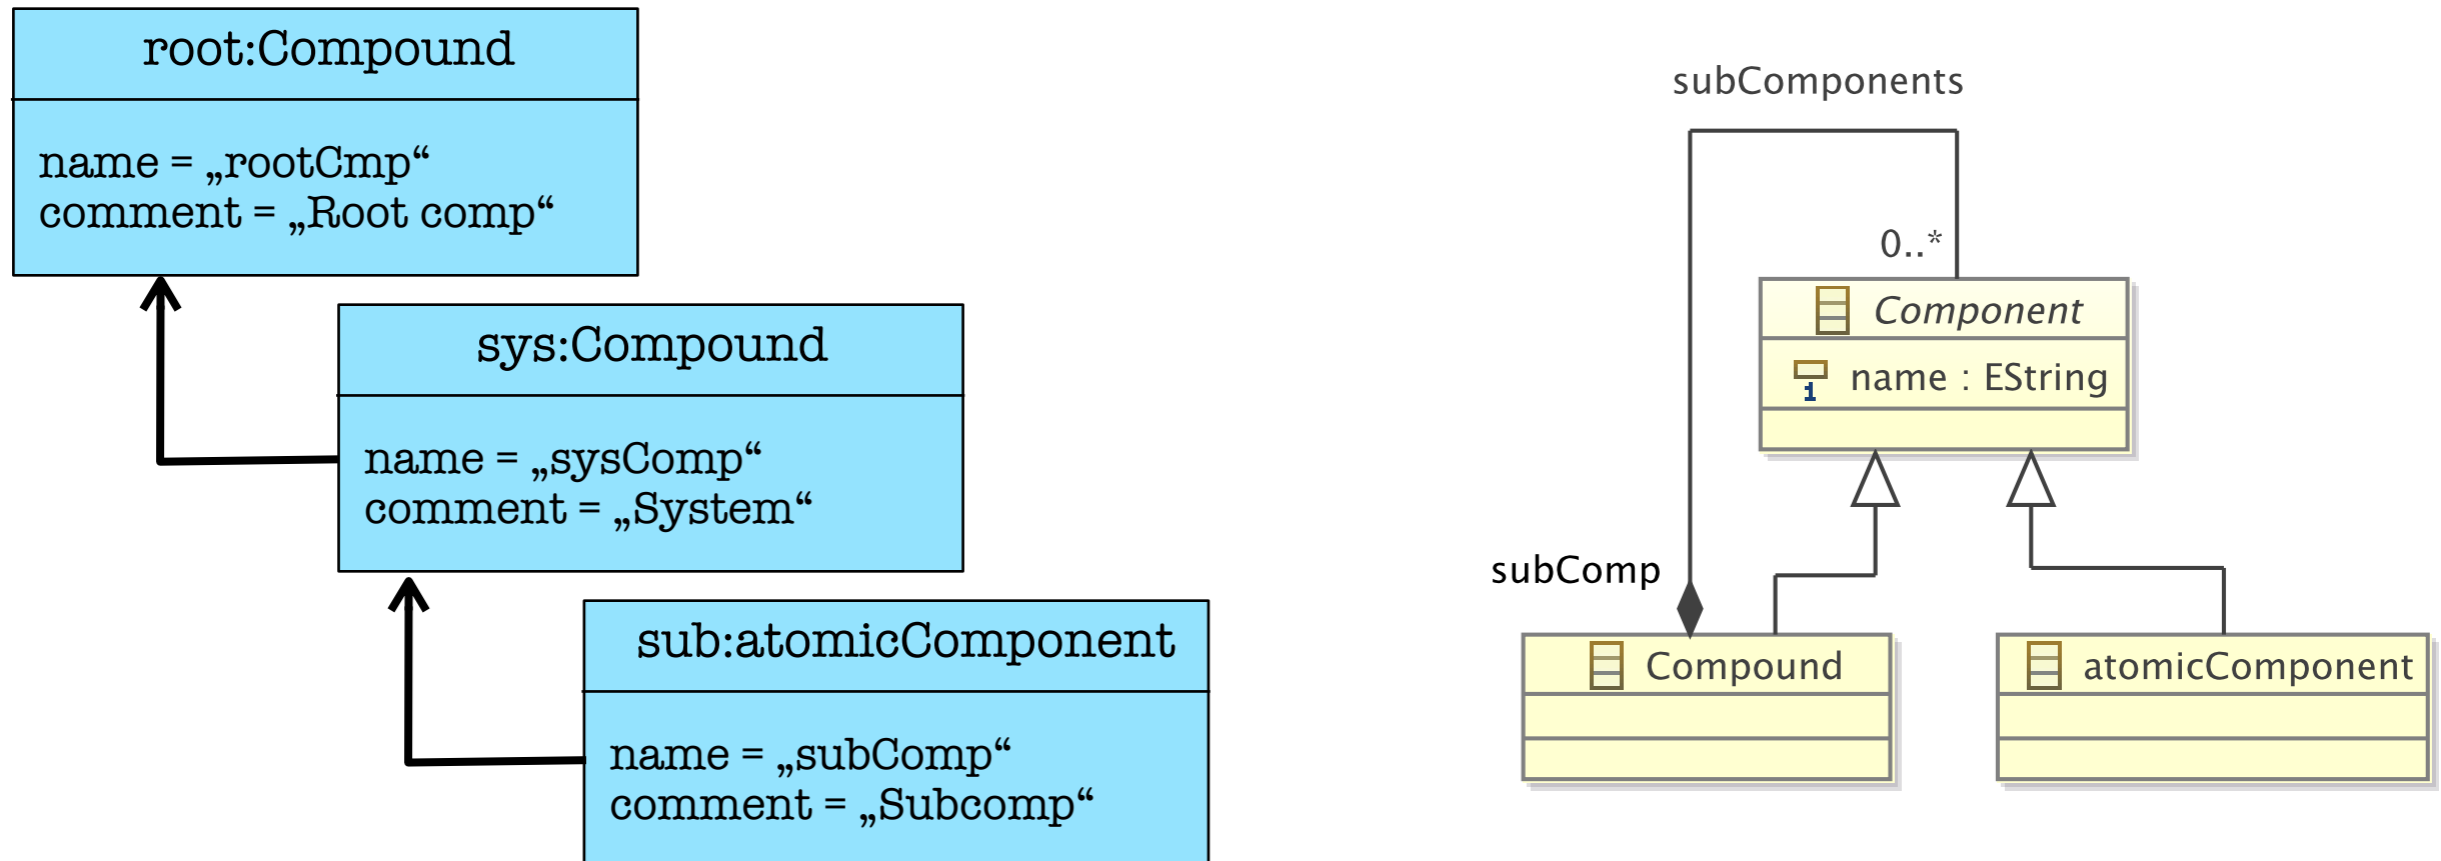 root:Compound
name = „rootCmp“
comment = „Root comp“
sys:Compound
name = „sysComp“
comment = „System“
sub:atomicComponent
name = „subComp“
comment = „Subcomp“
subComponents
0..*
Component
1 name : EString
subComp
Compound
atomicComponent